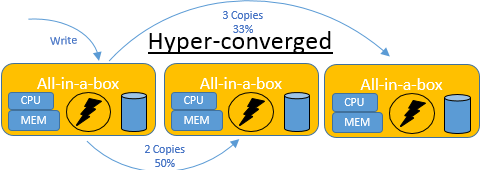 3 Copies
33%
Write
Hyper-converged
All-in-a-box
CPU
MEM
All-in-a-box
CPU
MEM
All-in-a-box
CPU
MEM
2 Copies
50%